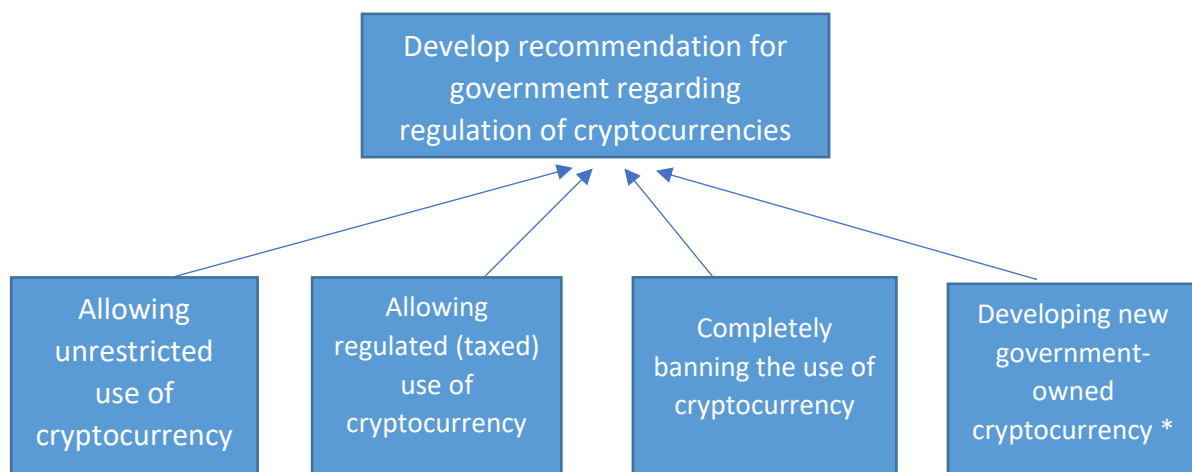 Develop recommendation for
government regarding
regulation of cryptocurrencies
Allowing
unrestricted
use of
cryptocurrency
Allowing
regulated (taxed)
use of
cryptocurrency
Completely
banning the use of
cryptocurrency
Developing new
government-
owned
cryptocurrency *